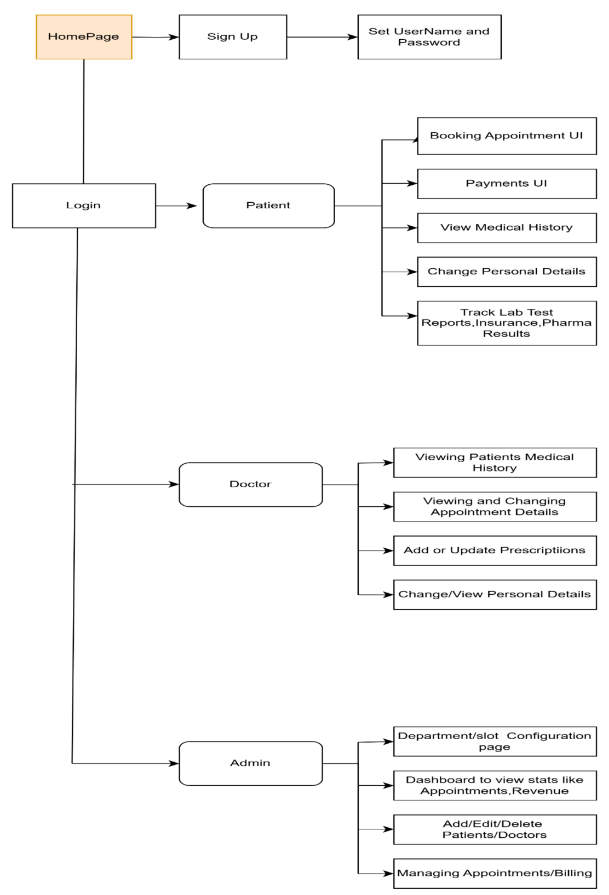 HomePage
Sign Up
Set UserName and
Password
Booking Appointment UI
Payments UI
Login
Patient
View Medical History
Change Personal Details
Track Lab Test
Reports,Insurance,Pharma
Results
Viewing Patients Medical
History
Doctor
Viewing and Changing
Appointment Details
Add or Update Prescriptiions
Change/View Personal Details
Department/slot Configuration
page
Admin
Dashboard to view stats like
Appointments,Revenue
Add/Edit/Delete
Patients/Doctors
Managing Appointments/Billing